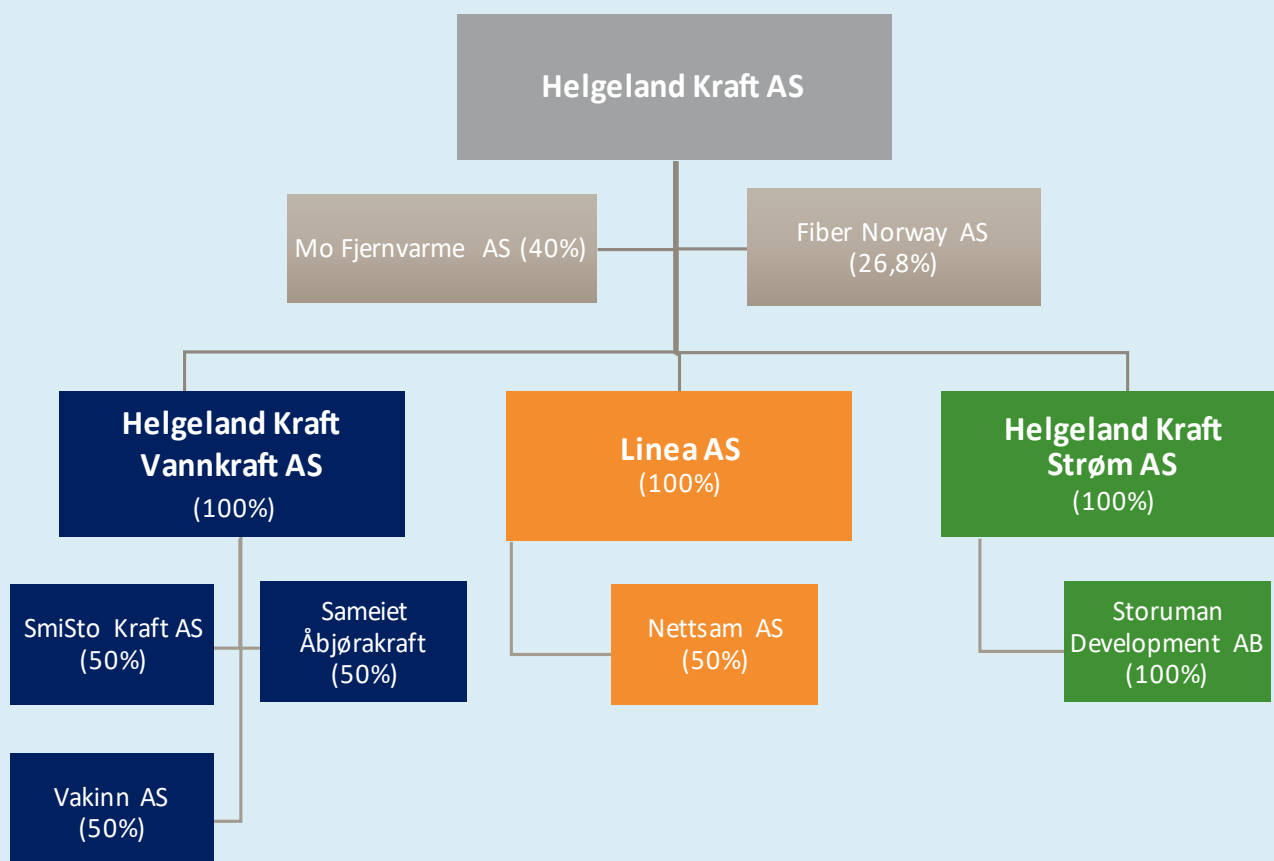 Helgeland Kraft AS
Mo Fjernvarme AS (40%)
Fiber Norway AS
(26,8%)
Helgeland Kraft
Vannkraft AS
(100%)
Linea AS
(100%)
Helgeland Kraft
Strøm AS
(100%)
SmiSto Kraft AS
(50%)
Sameiet
Åbjørakraft
(50%)
Nettsam AS
(50%)
Storuman
Development AB
(100%)
Vakinn AS
(50%)